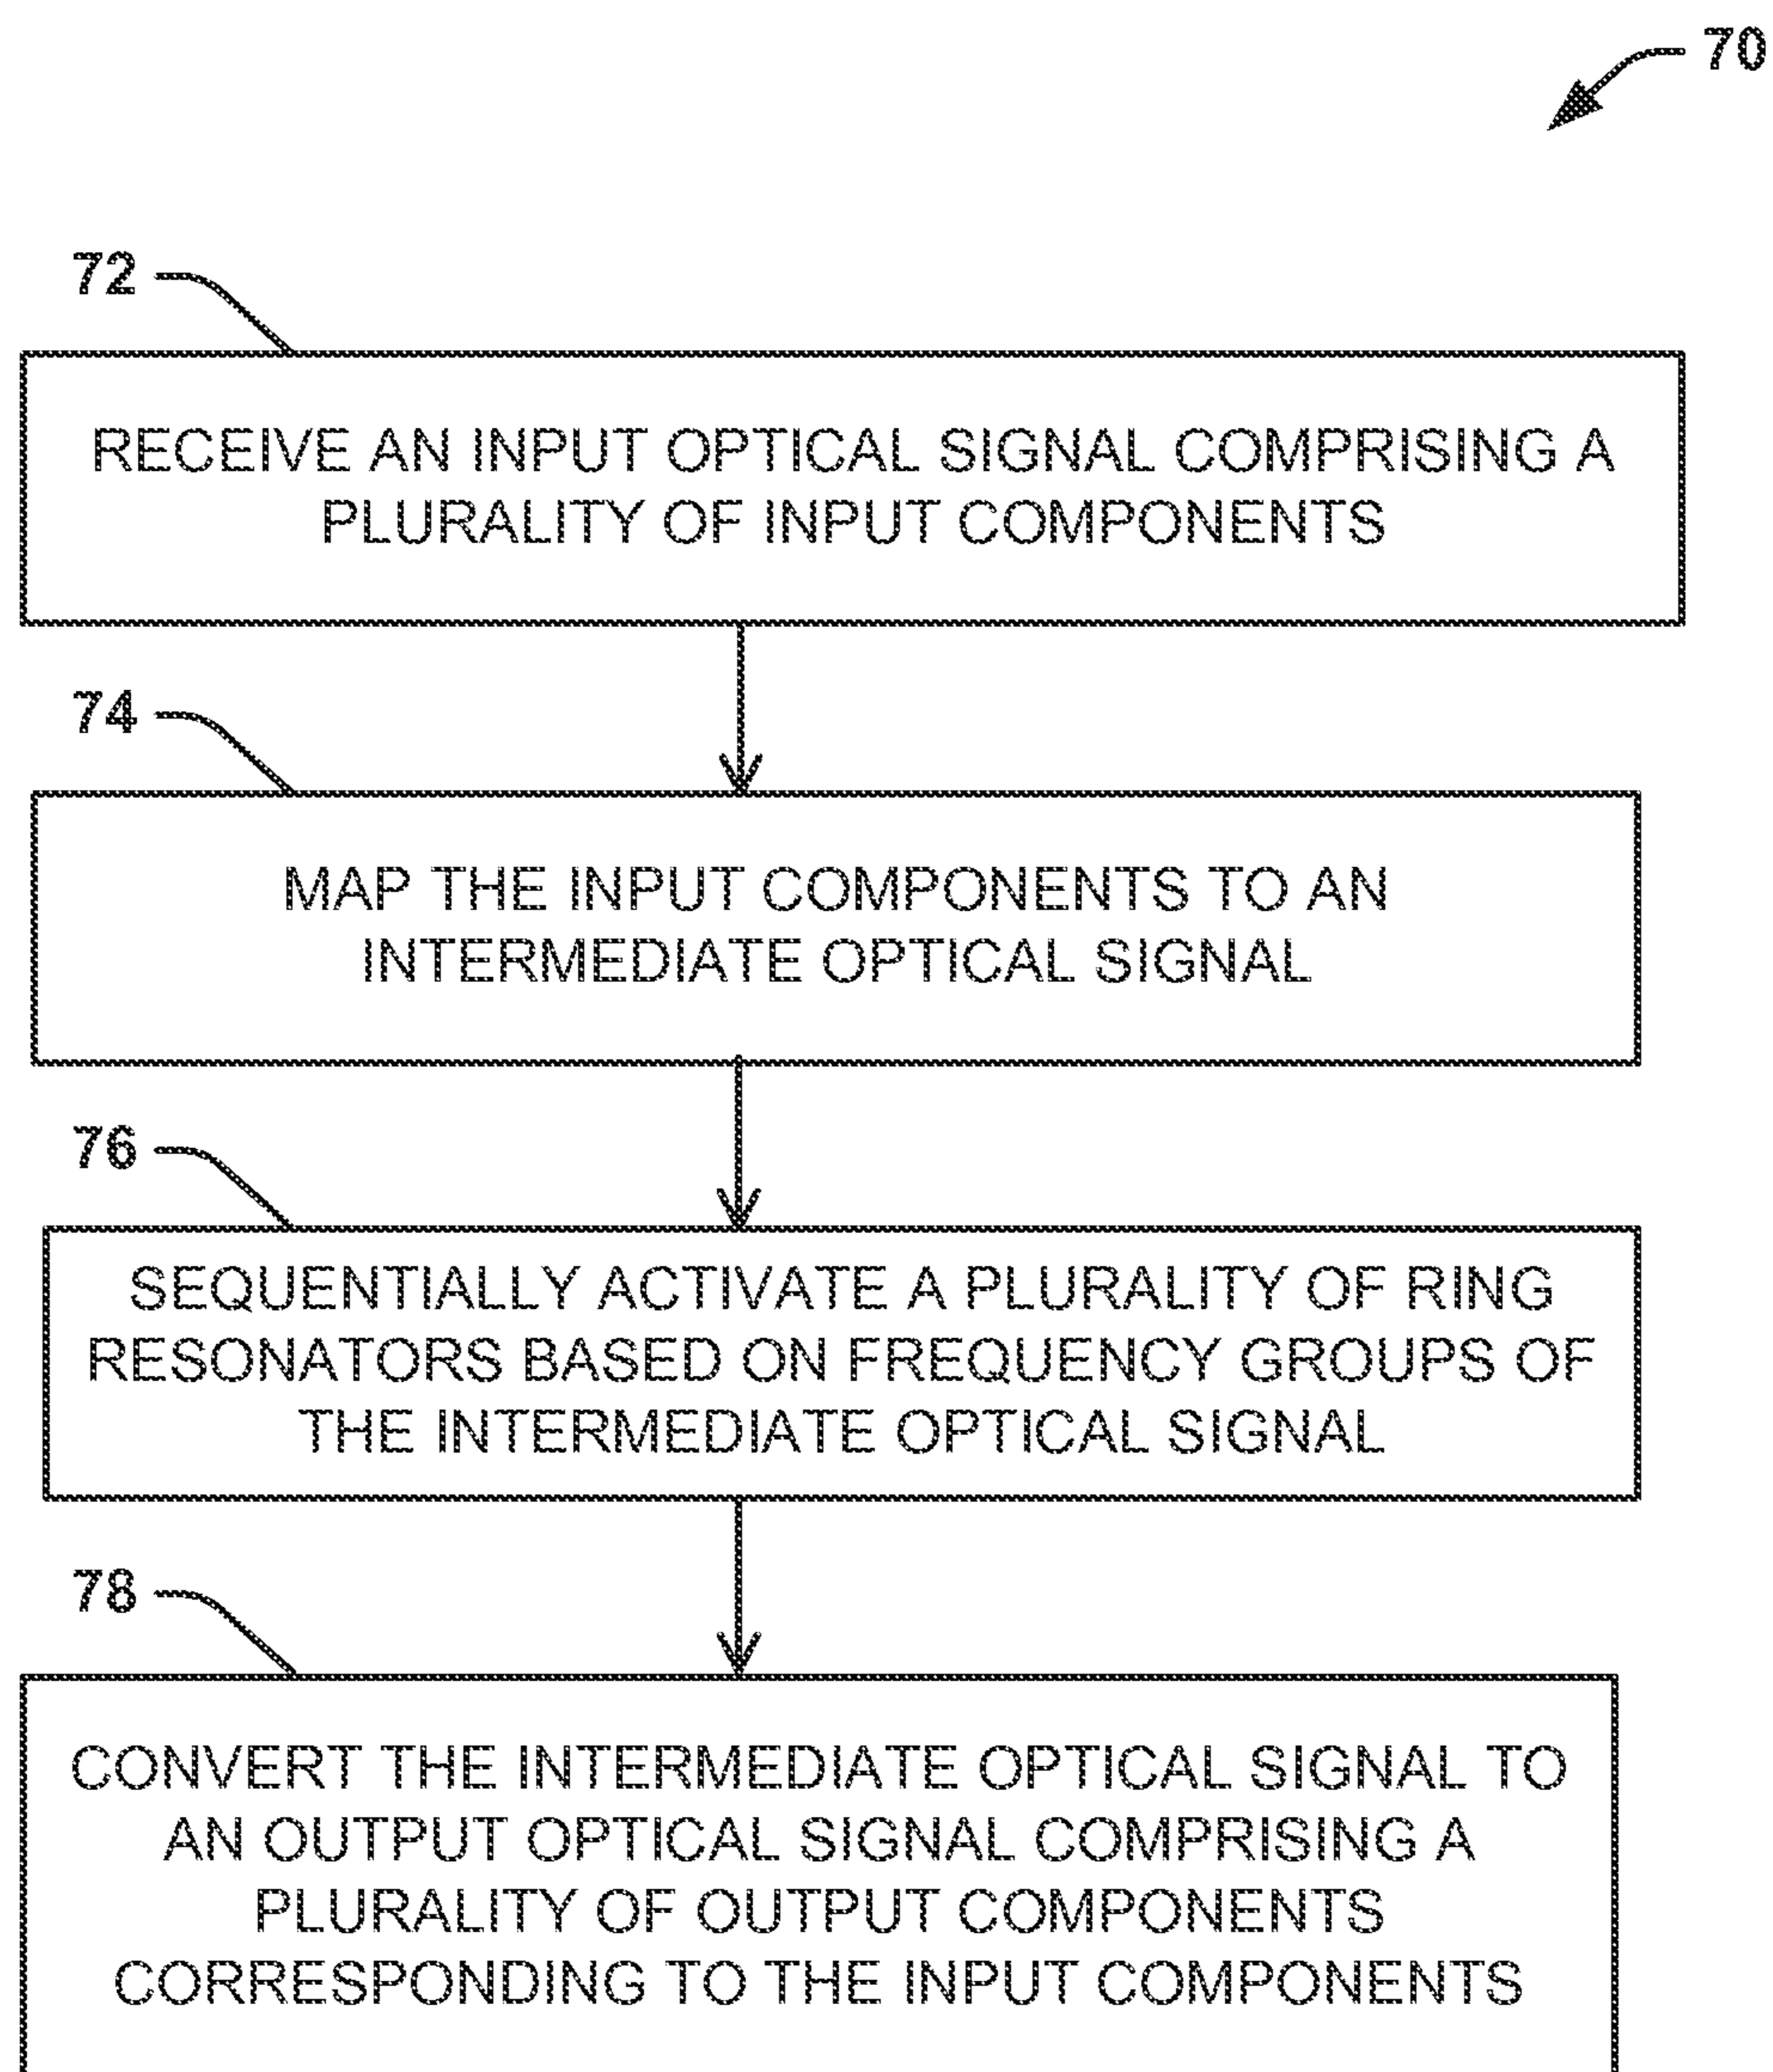 70
72
RECEIVE AN INPUT OPTICAL SIGNAL COMPRISING A
PLURALITY OF INPUT COMPONENTS
74
MAP THE INPUT COMPONENTS TO AN
INTERMEDIATE OPTICAL SIGNAL
76
SEQUENTIALLY ACTIVATE A PLURALITY OF RING
RESONATORS BASED ON FREQUENCY GROUPS OF
THE INTERMEDIATE OPTICAL SIGNAL
78
CONVERT THE INTERMEDIATE OPTICAL SIGNAL TO
AN OUTPUT OPTICAL SIGNAL COMPRISING A
PLURALITY OF OUTPUT COMPONENTS
CORRESPONDING TO THE INPUT COMPONENTS